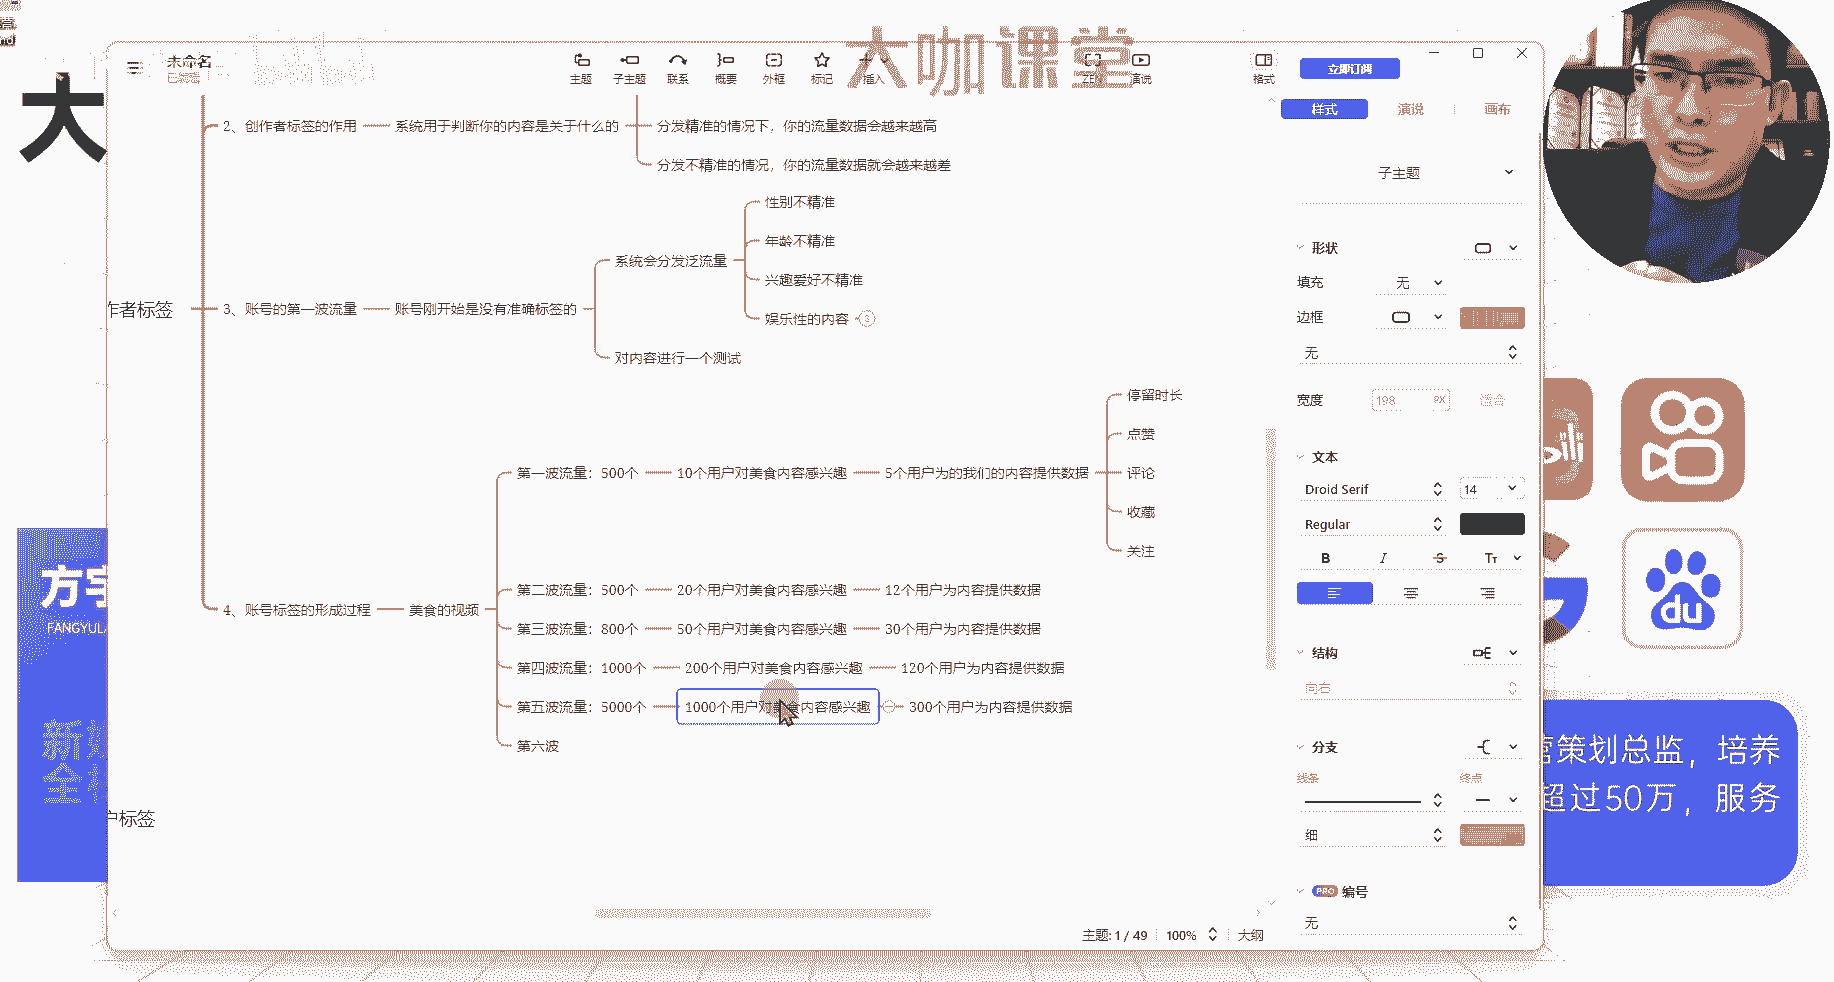 大咖课堂
未命名
已编辑
主题
子主题
联系
概要
外框
标记
插入
ZEN
演说
格式
立即订阅
样式
演说
画布
大
2、创作者标签的作用
系统用于判断你的内容是关于什么的
分发精准的情况下，你的流量数据会越来越高
分发不精准的情况，你的流量数据就会越来越差
作者标签
3、账号的第一波流量
账号刚开始是没有准确标签的
系统会分发泛流量
性别不精准
年龄不精准
兴趣爱好不精准
娱乐性的内容
对内容进行一个测试
4、账号标签的形成过程
美食的视频
第一波流量：500个
10个用户对美食内容感兴趣
5个用户为的我们的内容提供数据
停留时长
点赞
评论
收藏
关注
第二波流量：500个
20个用户对美食内容感兴趣
12个用户为内容提供数据
第三波流量：800个
50个用户对美食内容感兴趣
30个用户为内容提供数据
第四波流量：1000个
200个用户对美食内容感兴趣
120个用户为内容提供数据
第五波流量：5000个
1000个用户对美食内容感兴趣
300个用户为内容提供数据
第六波
户标签
子主题
形状
填充
无
边框
无
宽度
198
PX
适合
文本
Droid Serif
14
Regular
B
I
S
TT
结构
向右
分支
线条
终点
细
PRO
编号
无
主题: 1 / 49
100%
大纲
方宇
FANGYUL
新媒
全
ili
du
营策划总监，培养
超过50万，服务